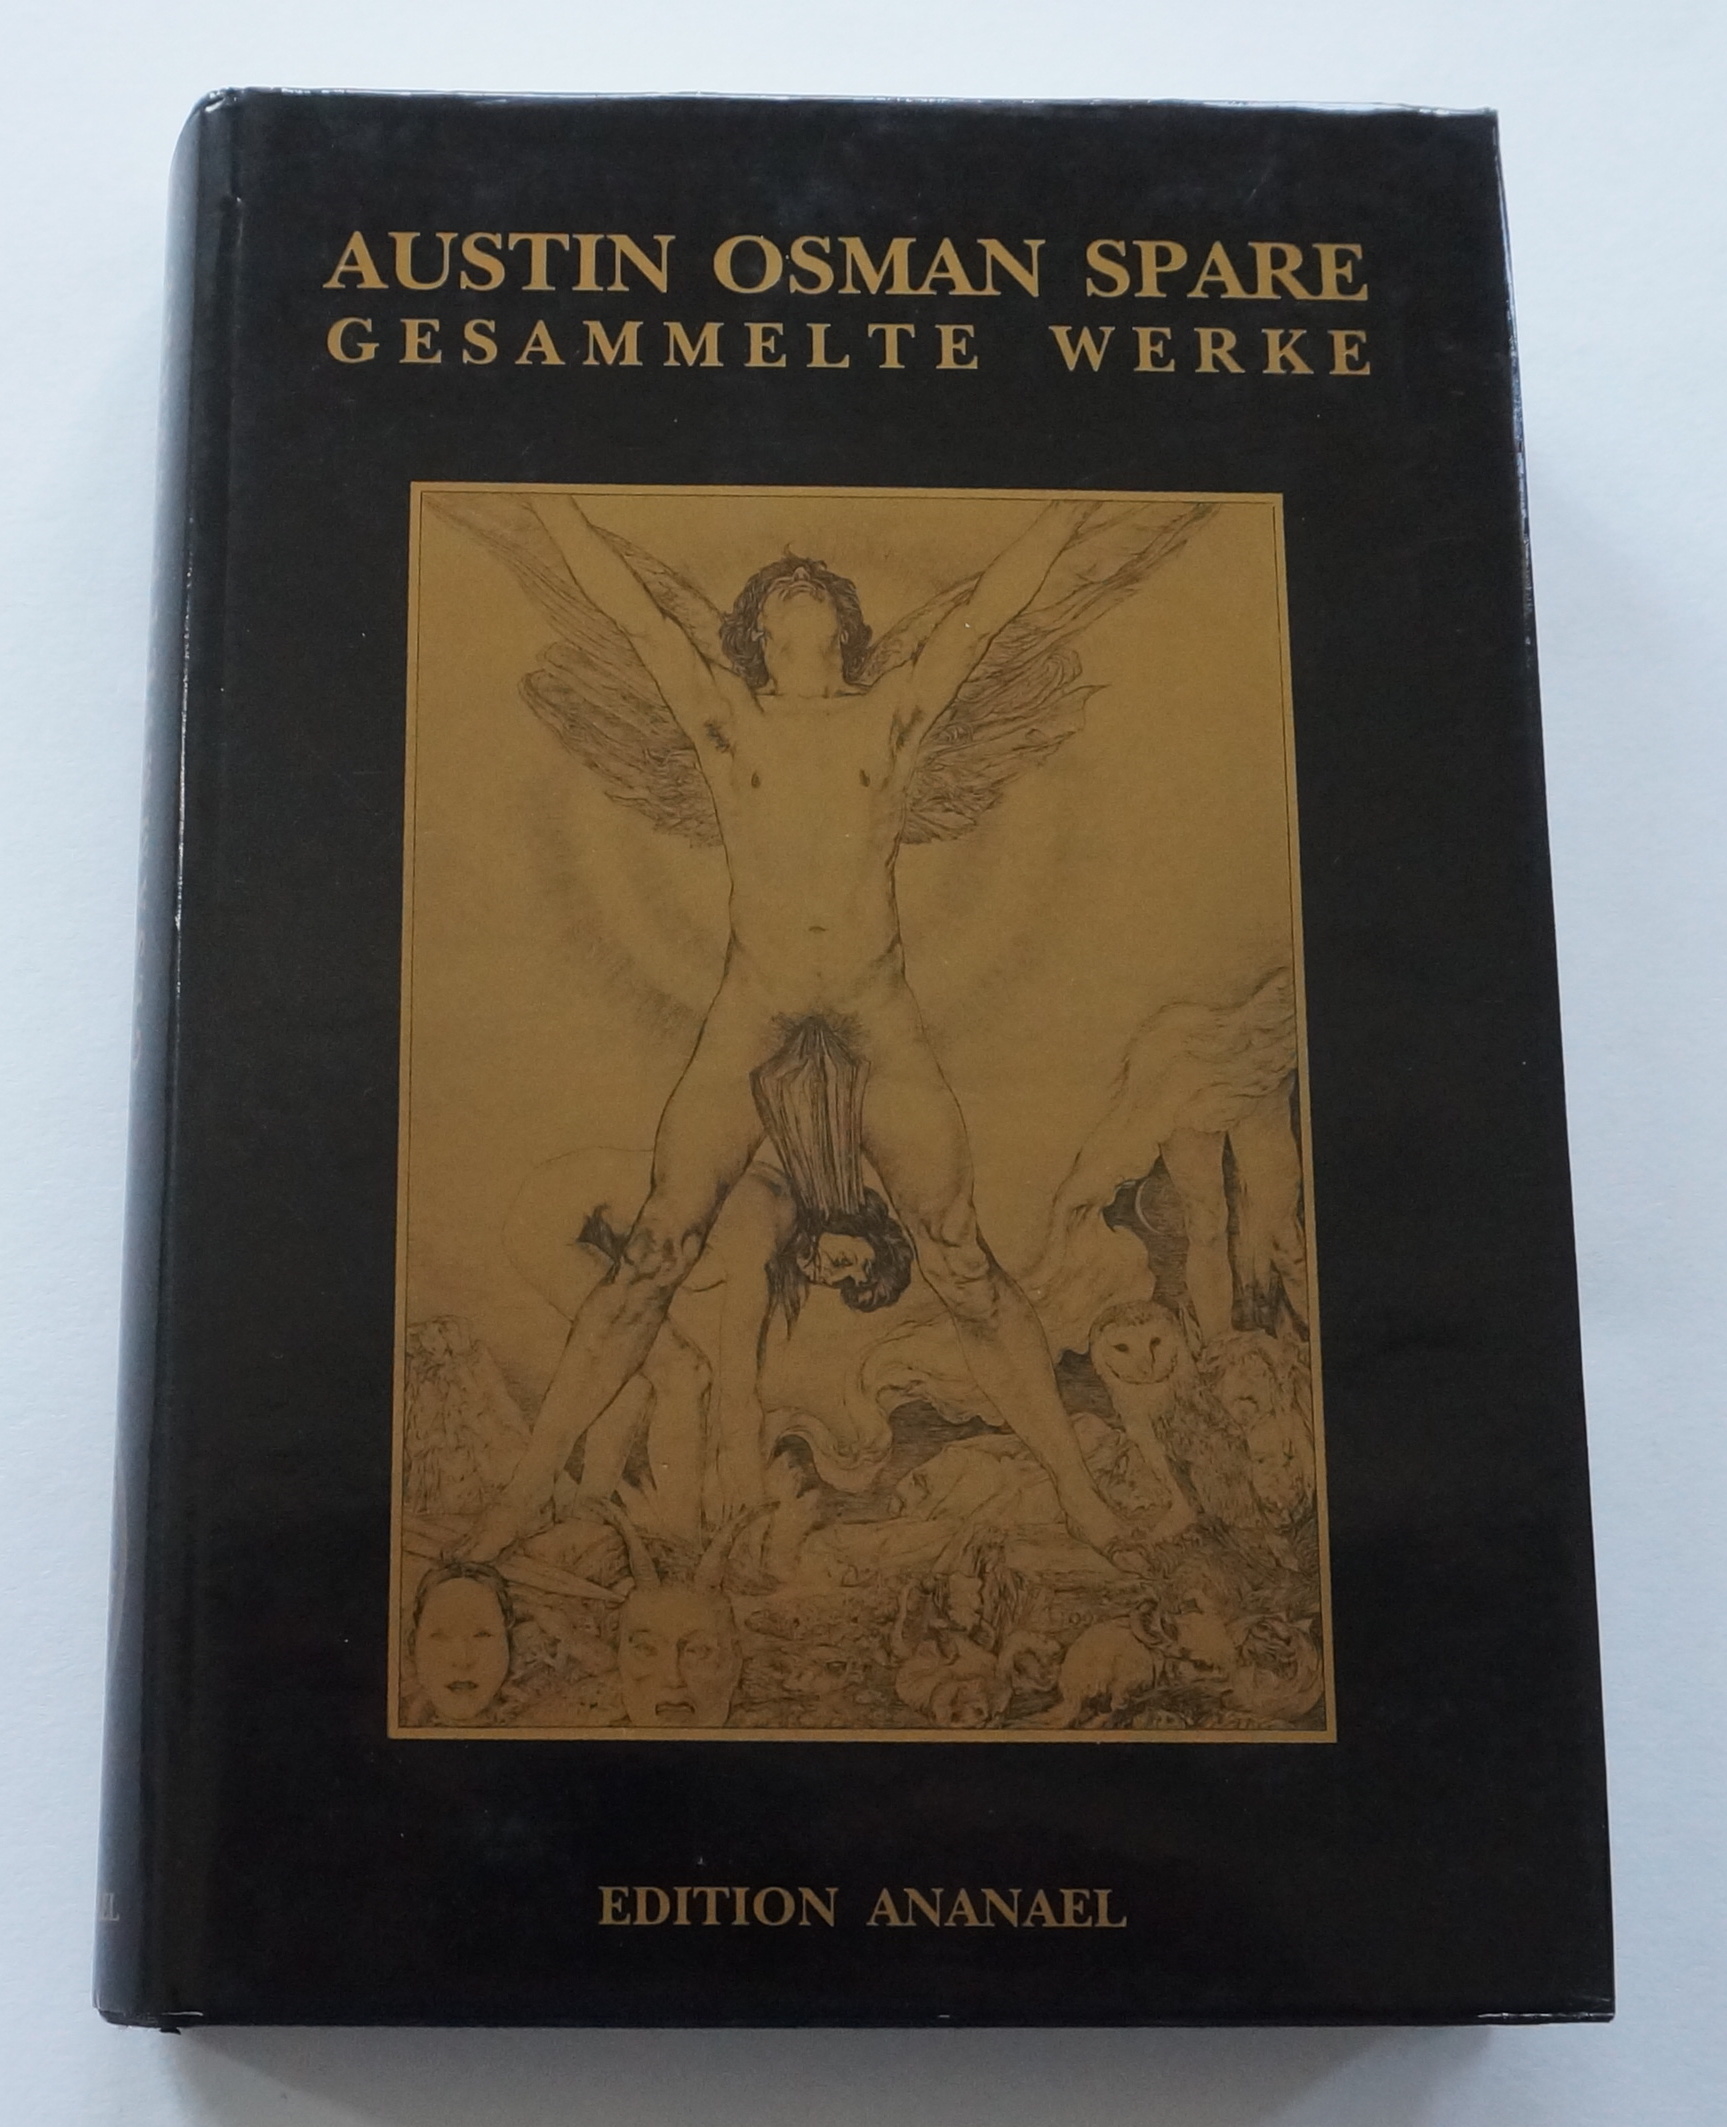 AUSTIN OSMAN SPARE
GESAMMELTE WERKE
EDITION ANANAEL